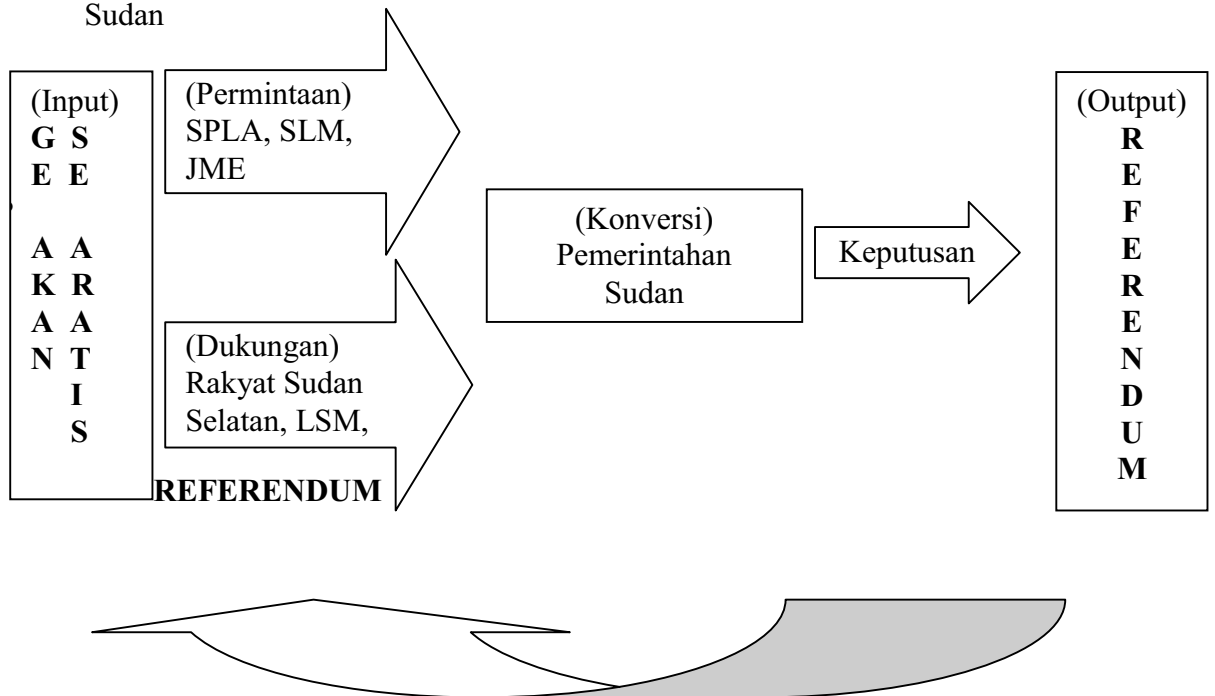 Sudan
(Input)
G S
E E
A A
K R
A A
N T
I
S
(Permintaan)
SPLA, SLM,
JME
(Dukungan)
Rakyat Sudan
Selatan, LSM,
REFERENDUM
(Konversi)
Pemerintahan
Sudan
Keputusan
(Output)
R
E
F
E
R
E
N
D
U
M